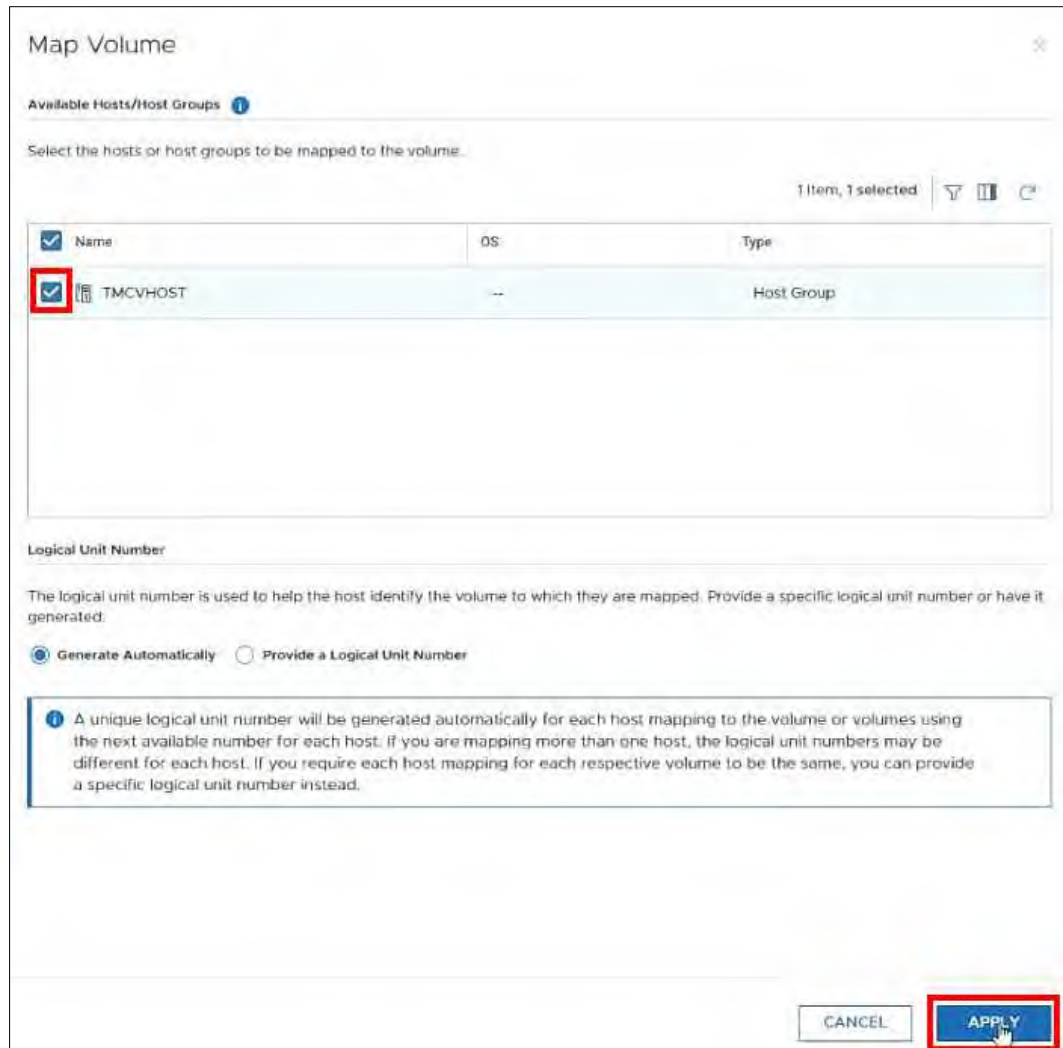 Map Volume
Available Hosts/Host Groups
Select the hosts or host groups to be mapped to the volume.
1 item, 1 selected
Name OS Type
TMCVHOST -- Host Group
Logical Unit Number
The logical unit number is used to help the host identify the volume to which they are mapped. Provide a specific logical unit number or have it
generated.
Generate Automatically Provide a Logical Unit Number
A unique logical unit number will be generated automatically for each host mapping to the volume or volumes using
the next available number for each host. If you are mapping more than one host, the logical unit numbers may be
different for each host. If you require each host mapping for each respective volume to be the same, you can provide
a specific logical unit number instead.
CANCEL APPLY